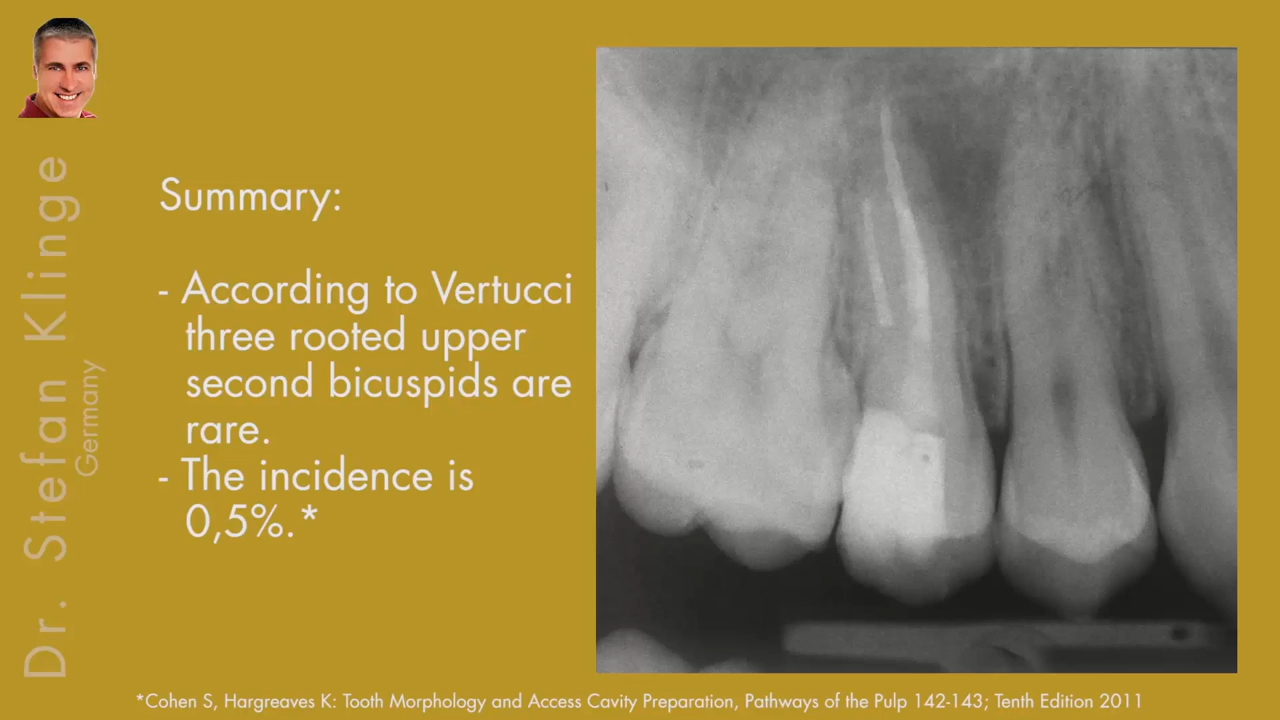 Dr. Stefan Klinge
Germany
Summary:
- According to Vertucci
three rooted upper
second bicuspids are
rare.
- The incidence is
0,5%.*
*Cohen S, Hargreaves K: Tooth Morphology and Access Cavity Preparation, Pathways of the Pulp 142-143; Tenth Edition 2011